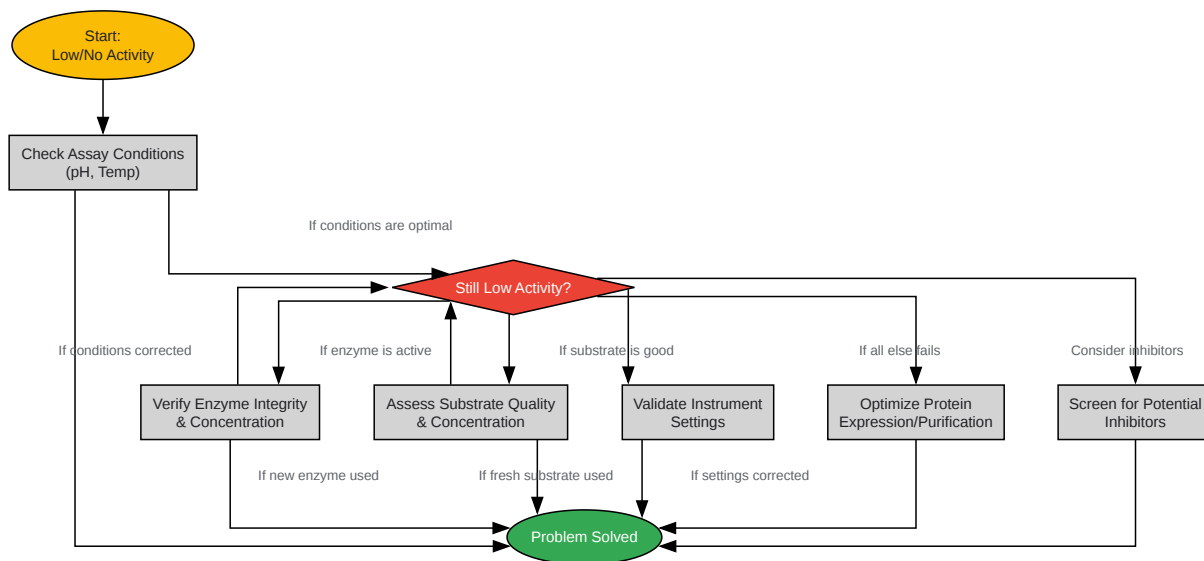 Start:
Low/No Activity
Check Assay Conditions
(pH, Temp)
If conditions are optimal
Still Low Activity?
If conditions corrected
If enzyme is active
If substrate is good
If all else fails
Consider inhibitors
Verify Enzyme Integrity
& Concentration
Assess Substrate Quality
& Concentration
Validate Instrument
Settings
Optimize Protein
Expression/Purification
Screen for Potential
Inhibitors
If new enzyme used
If fresh substrate used
If settings corrected
Problem Solved